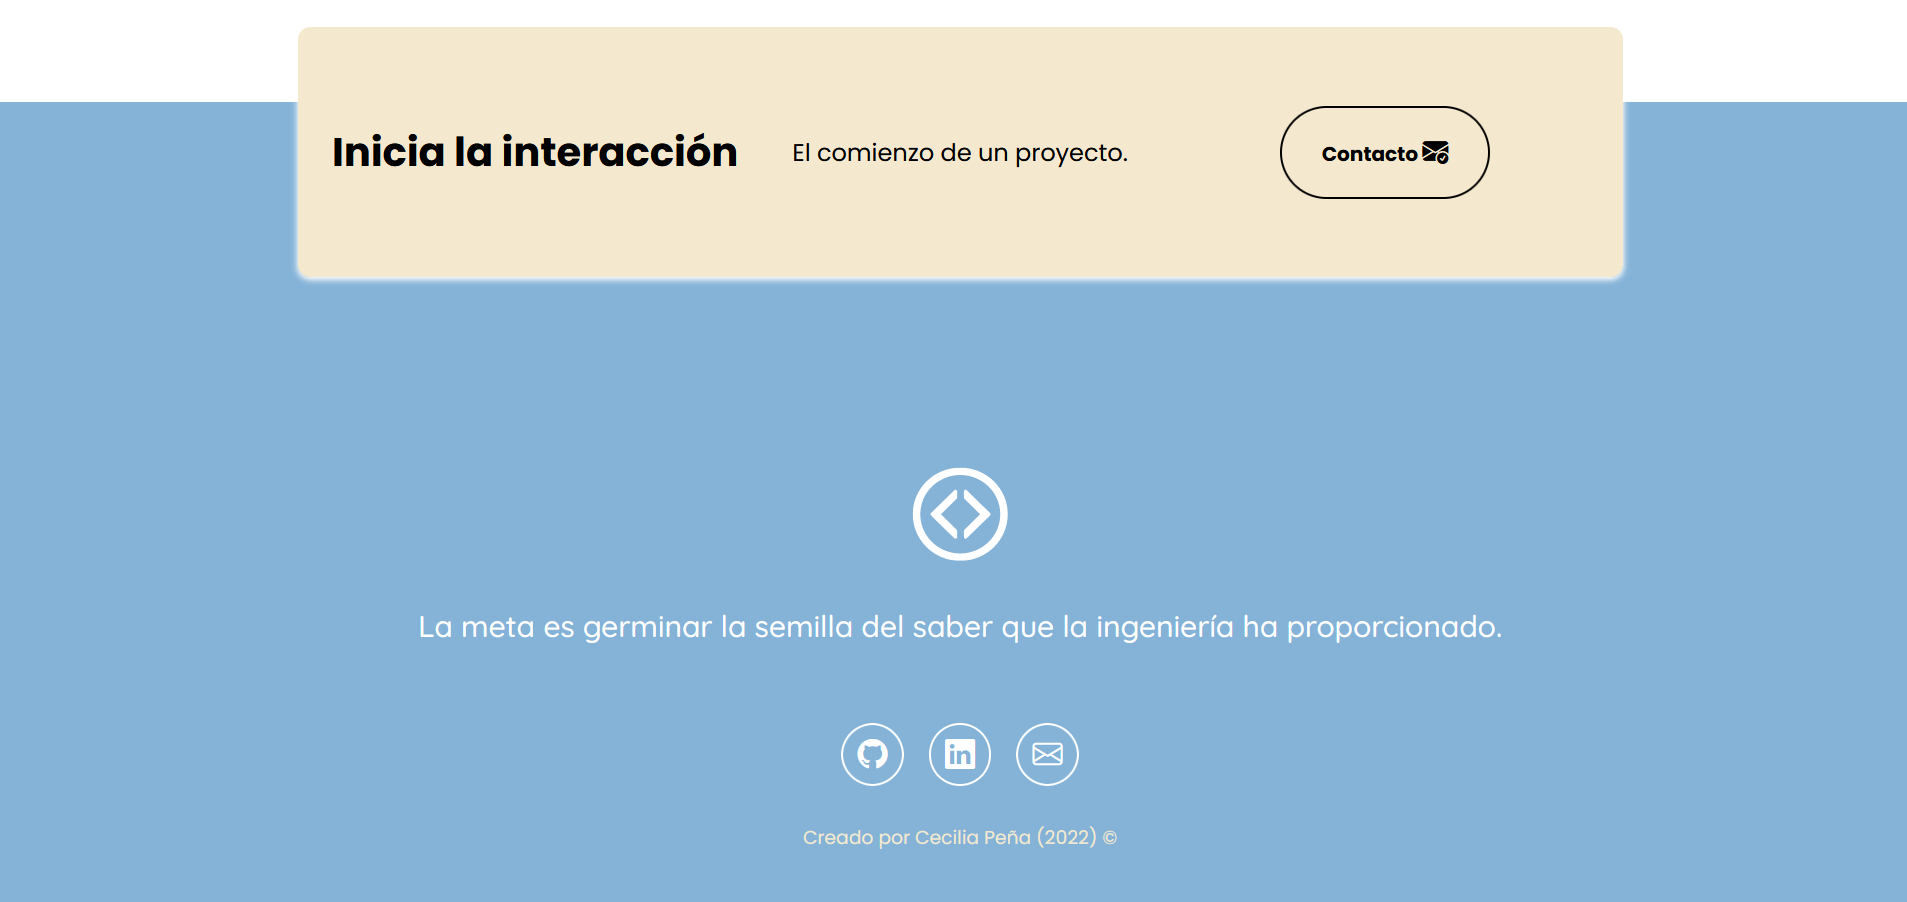 Inicia la interacción
El comienzo de un proyecto.
Contacto
La meta es germinar la semilla del saber que la ingeniería ha proporcionado.
in
Creado por Cecilia Peña (2022) ©